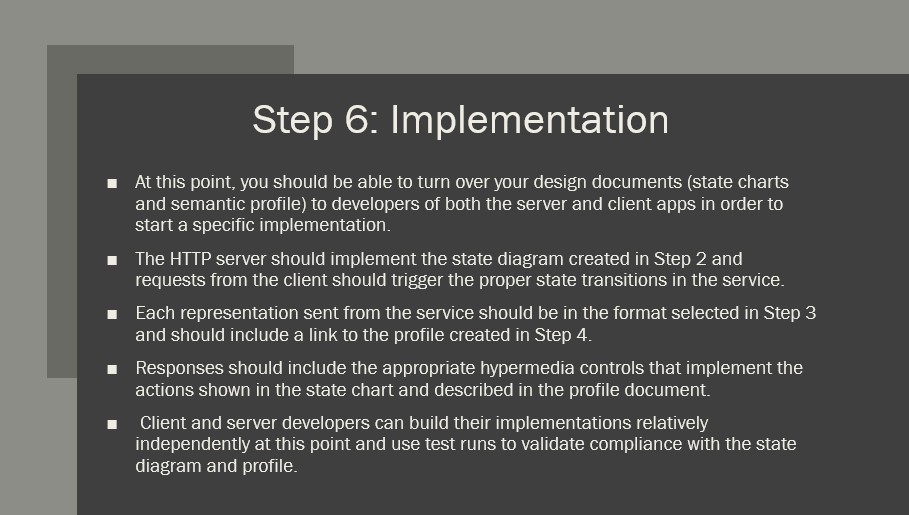 Step 6: Implementation
▪ At this point, you should be able to turn over your design documents (state charts
and semantic profile) to developers of both the server and client apps in order to
start a specific implementation.
▪ The HTTP server should implement the state diagram created in Step 2 and
requests from the client should trigger the proper state transitions in the service.
▪ Each representation sent from the service should be in the format selected in Step 3
and should include a link to the profile created in Step 4.
▪ Responses should include the appropriate hypermedia controls that implement the
actions shown in the state chart and described in the profile document.
▪ Client and server developers can build their implementations relatively
independently at this point and use test runs to validate compliance with the state
diagram and profile.